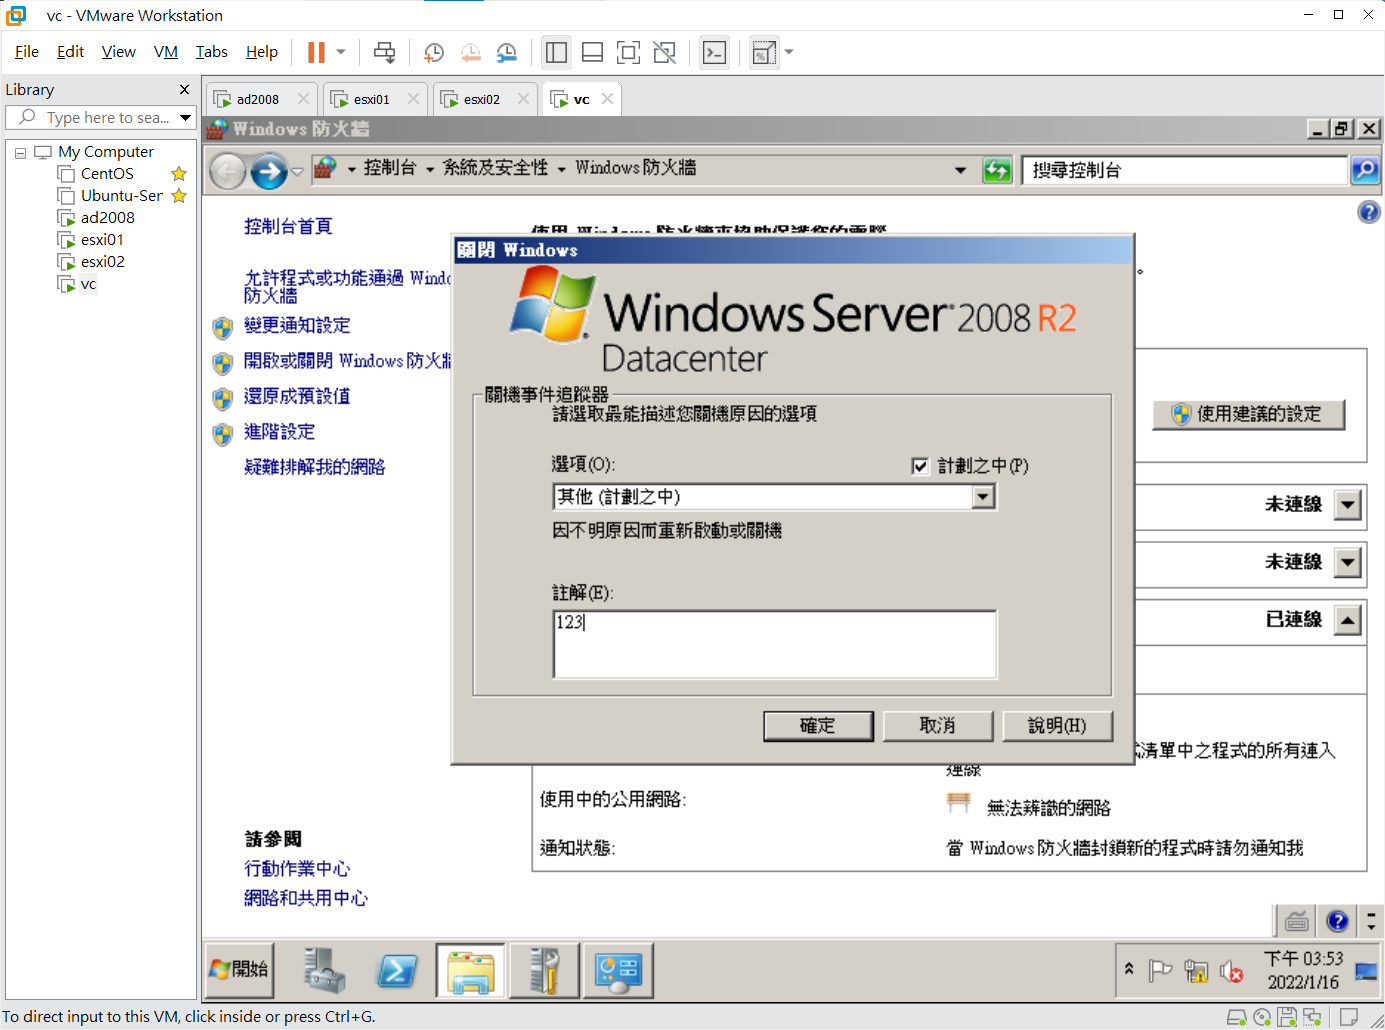 vc - VMware Workstation
File Edit View VM Tabs Help
Library
Type here to sea...
My Computer
CentOS
Ubuntu-Ser
ad2008
esxi01
esxi02
vc
ad2008 esxi01 esxi02 vc
Windows 防火牆
控制台 系統及安全性 Windows 防火牆
搜尋控制台
控制台首頁
允許程式或功能通過 Windo
防火牆
變更通知設定
開啟或關閉 Windows 防火牆
還原成預設值
進階設定
疑難排解我的網路
請參閱
行動作業中心
網路和共用中心
使用 Windows 防火牆來協助保護您的電腦
關閉 Windows
Windows Server 2008 R2
Datacenter
關機事件追蹤器
請選取最能描述您關機原因的選項
選項(O):
計劃之中(P)
其他 (計劃之中)
因不明原因而重新啟動或關機
註解(E):
123
確定 取消 說明(H)
使用建議的設定
未連線
未連線
已連線
清單中之程式的所有連入
連線
使用中的公用網路:
無法辨識的網路
通知狀態:
當 Windows 防火牆封鎖新的程式時請勿通知我
開始
下午 03:53
2022/1/16
To direct input to this VM, click inside or press Ctrl+G.